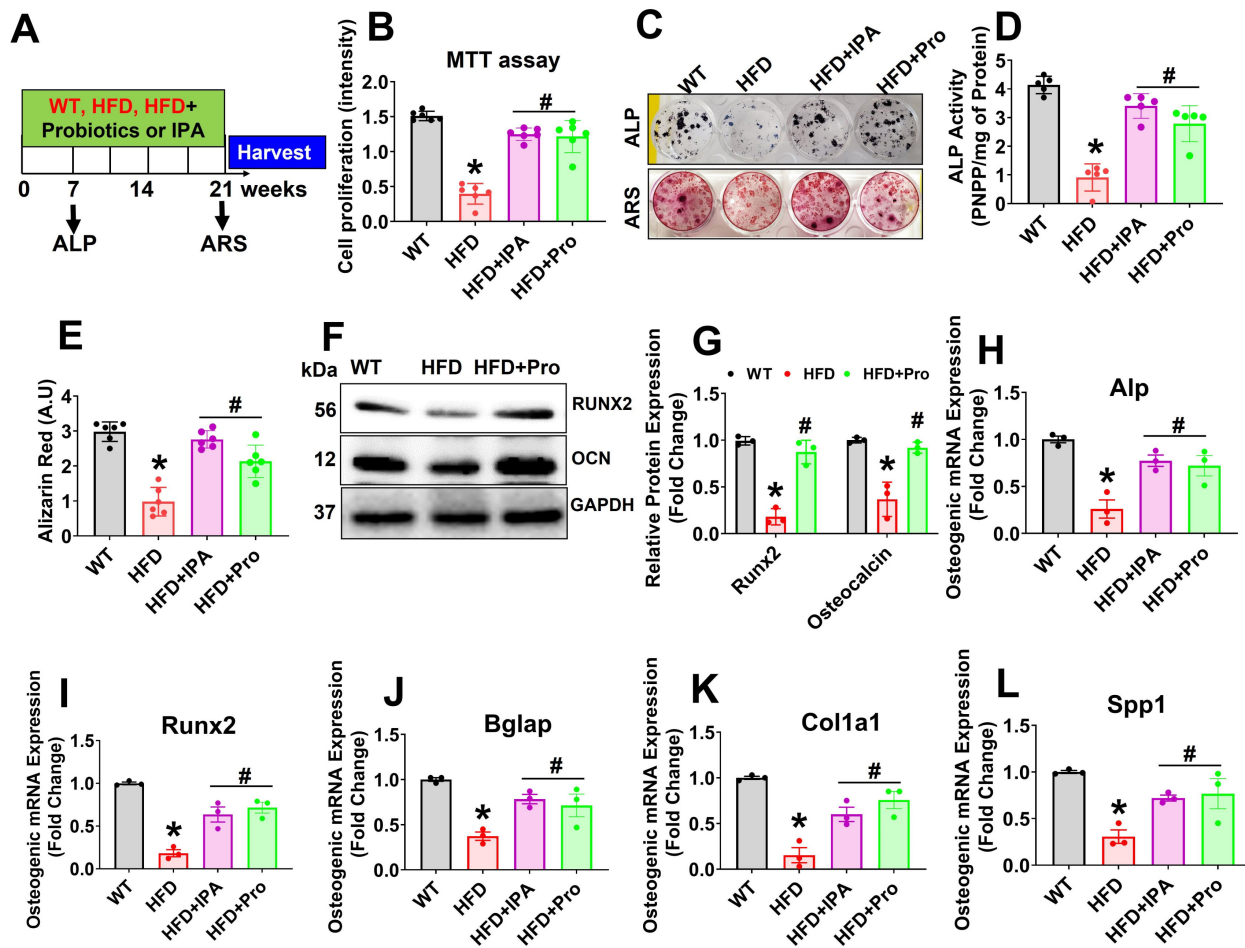 A
WT, HFD, HFD+
Probiotics or IPA
Harvest
0 7 14 21 weeks
ALP ARS
B
MTT assay
Cell proliferation (intensity)
2.0
1.5
1.0
0.5
0.0
#
*
WT HFD HFD+IPA HFD+Pro
C
WT HFD HFD+IPA HFD+Pro
ALP
ARS
D
ALP Activity
(PNPP/mg of Protein)
5
4
3
2
1
0
#
*
WT HFD HFD+IPA HFD+Pro
E
Alizarin Red (A.U)
4
3
2
1
0
#
*
WT HFD HFD+IPA HFD+Pro
F
kDa WT HFD HFD+Pro
56 RUNX2
12 OCN
37 GAPDH
G
WT HFD HFD+Pro
Relative Protein Expression
(Fold Change)
1.5
1.0
0.5
0.0
# #
* *
Runx2 Osteocalcin
H
Alp
Osteogenic mRNA Expression
(Fold Change)
1.5
1.0
0.5
0.0
#
*
WT HFD HFD+IPA HFD+Pro
I
Runx2
Osteogenic mRNA Expression
(Fold Change)
1.5
1.0
0.5
0.0
#
*
WT HFD HFD+IPA HFD+Pro
J
Bglap
Osteogenic mRNA Expression
(Fold Change)
1.5
1.0
0.5
0.0
#
*
WT HFD HFD+IPA HFD+Pro
K
Col1a1
Osteogenic mRNA Expression
(Fold Change)
1.5
1.0
0.5
0.0
#
*
WT HFD HFD+IPA HFD+Pro
L
Spp1
Osteogenic mRNA Expression
(Fold Change)
1.5
1.0
0.5
0.0
#
*
WT HFD HFD+IPA HFD+Pro